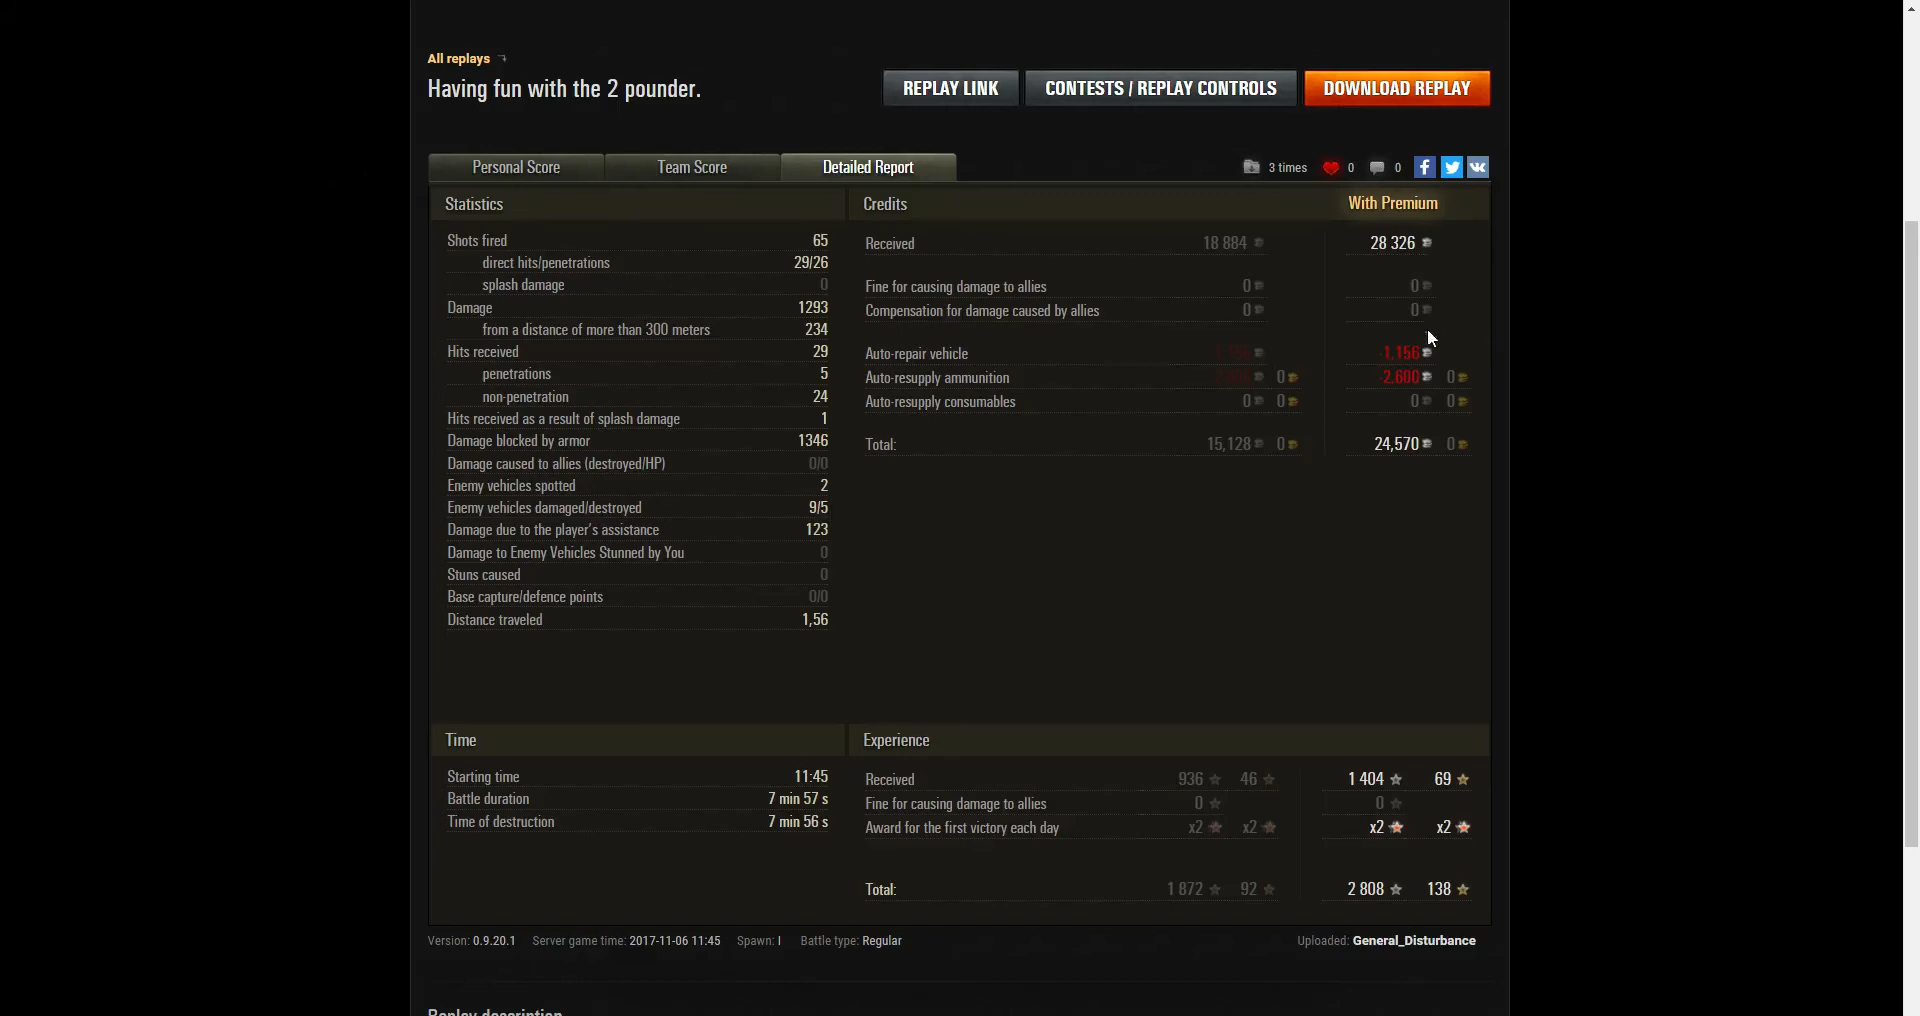 All replays
Having fun with the 2 pounder.
REPLAY LINK
CONTESTS / REPLAY CONTROLS
DOWNLOAD REPLAY
Personal Score
Team Score
Detailed Report
3 times
0
0
Statistics
Shots fired 65
direct hits/penetrations 29/26
splash damage 0
Damage 1293
from a distance of more than 300 meters 234
Hits received 29
penetrations 5
non-penetration 24
Hits received as a result of splash damage 1
Damage blocked by armor 1346
Damage caused to allies (destroyed/HP) 0/0
Enemy vehicles spotted 2
Enemy vehicles damaged/destroyed 9/5
Damage due to the player's assistance 123
Damage to Enemy Vehicles Stunned by You 0
Stuns caused 0
Base capture/defence points 0/0
Distance traveled 1,56
Credits With Premium
Received 18 884 28 326
Fine for causing damage to allies 0 0
Compensation for damage caused by allies 0 0
Auto-repair vehicle -1,156
Auto-resupply ammunition 0 -2,600 0
Auto-resupply consumables 0 0 0 0
Total: 15,128 0 24,570 0
Time
Starting time 11:45
Battle duration 7 min 57 s
Time of destruction 7 min 56 s
Experience
Received 936 46 1 404 69
Fine for causing damage to allies 0 0
Award for the first victory each day x2 x2 x2 x2
Total: 1 872 92 2 808 138
Version: 0.9.20.1 Server game time: 2017-11-06 11:45 Spawn: I Battle type: Regular Uploaded: General_Disturbance
Replay description